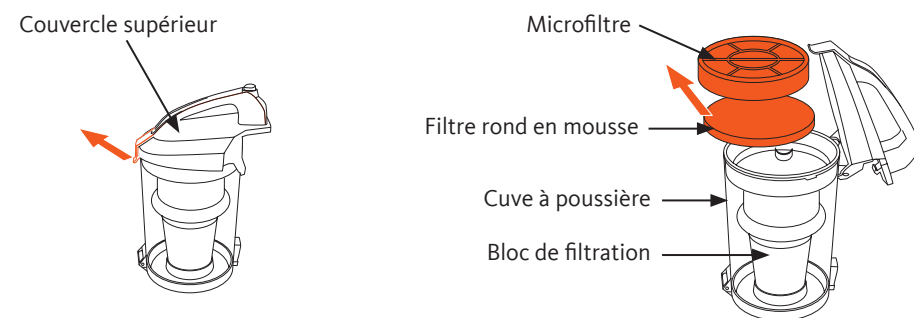 Couvercle supérieur
Microfiltre
Filtre rond en mousse
Cuve à poussière
Bloc de filtration